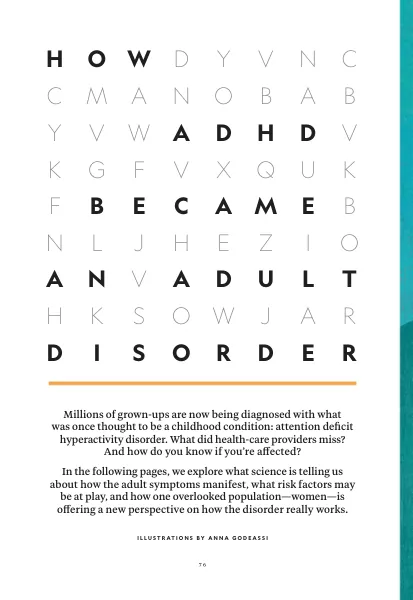 H O W D Y V N C
C M A N O B A B
Y V W A D H D V
K G F V X Q U K
F B E C A M E B
N L J H E Z I O
A N V A D U L T
H K S O W J A R
D I S O R D E R
Millions of grown-ups are now being diagnosed with what
was once thought to be a childhood condition: attention deficit
hyperactivity disorder. What did health-care providers miss?
And how do you know if you're affected?
In the following pages, we explore what science is telling us
about how the adult symptoms manifest, what risk factors may
be at play, and how one overlooked population—women—is
offering a new perspective on how the disorder really works.
ILLUSTRATIONS BY ANNA GODEASSI
76